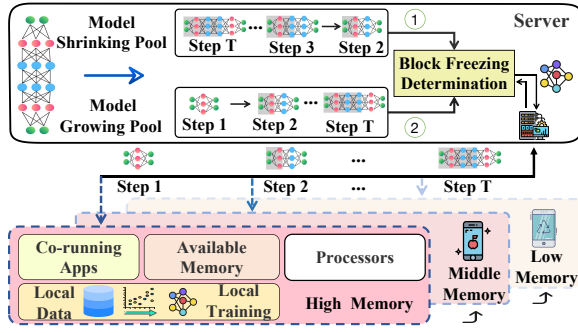 Model
Shrinking Pool
Step T
...
Step 3
Step 2
1
Server
Block Freezing
Determination
Model
Growing Pool
Step 1
Step 2
...
Step T
2
Step 1
Step 2
...
Step T
Co-running
Apps
Available
Memory
Processors
Local
Data
Local
Training
High Memory
Middle
Memory
Low
Memory